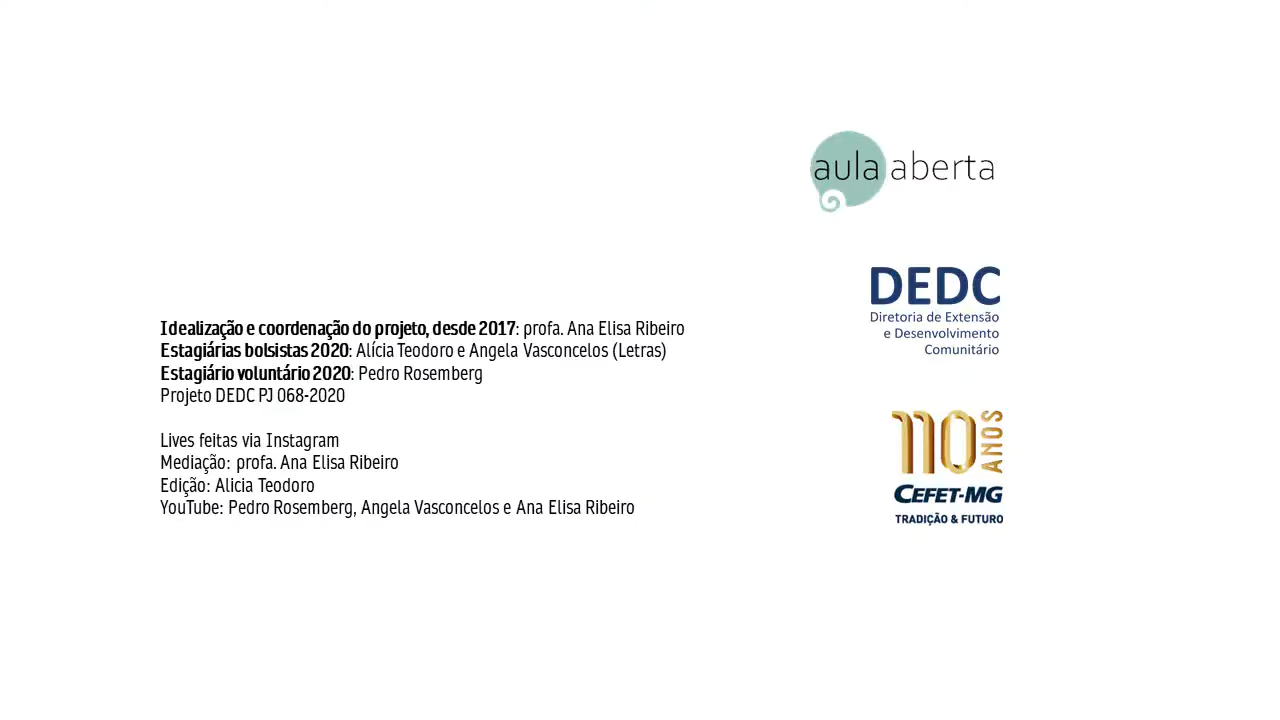 aula aberta
DEDC
Diretoria de Extensão
e Desenvolvimento
Comunitário
Idealização e coordenação do projeto, desde 2017: profa. Ana Elisa Ribeiro
Estagiárias bolsistas 2020: Alícia Teodoro e Angela Vasconcelos (Letras)
Estagiário voluntário 2020: Pedro Rosemberg
Projeto DEDC PJ 068-2020
Lives feitas via Instagram
Mediação: profa. Ana Elisa Ribeiro
Edição: Alicia Teodoro
YouTube: Pedro Rosemberg, Angela Vasconcelos e Ana Elisa Ribeiro
110 ANOS
CEFET-MG
TRADIÇÃO & FUTURO